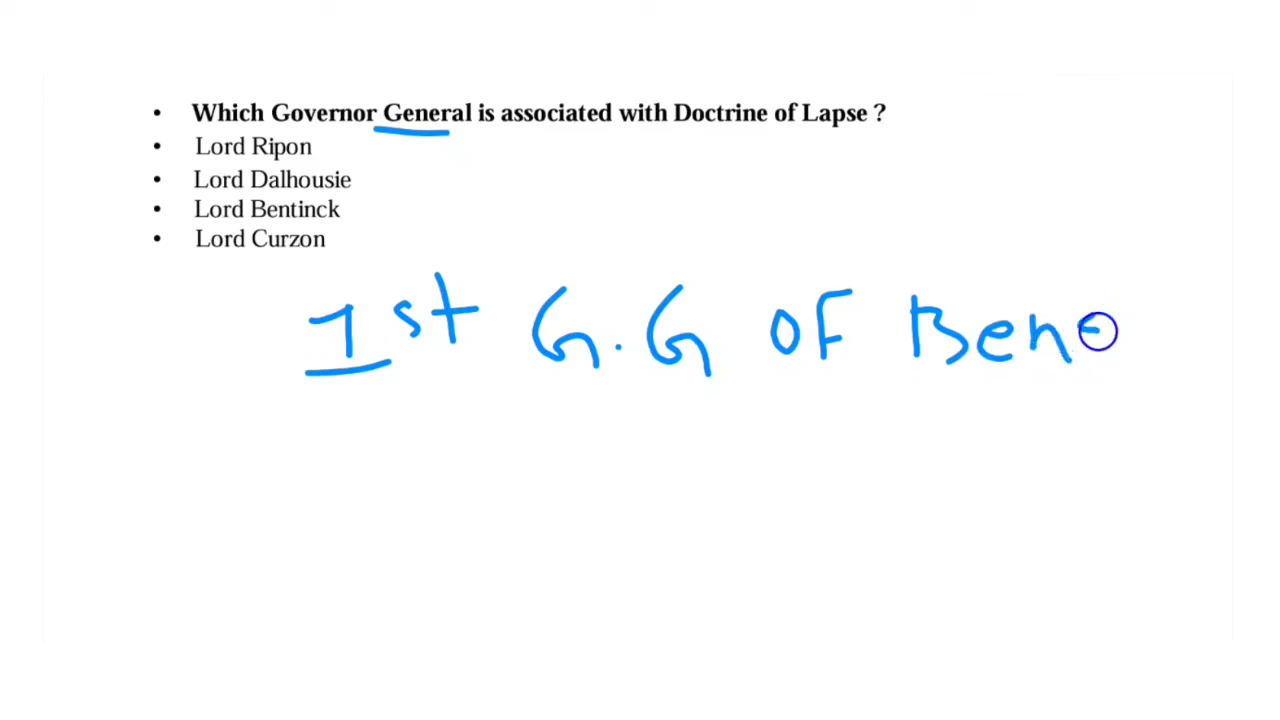 • Which Governor General is associated with Doctrine of Lapse ?
• Lord Ripon
• Lord Dalhousie
• Lord Bentinck
• Lord Curzon
1st G.G OF Ben